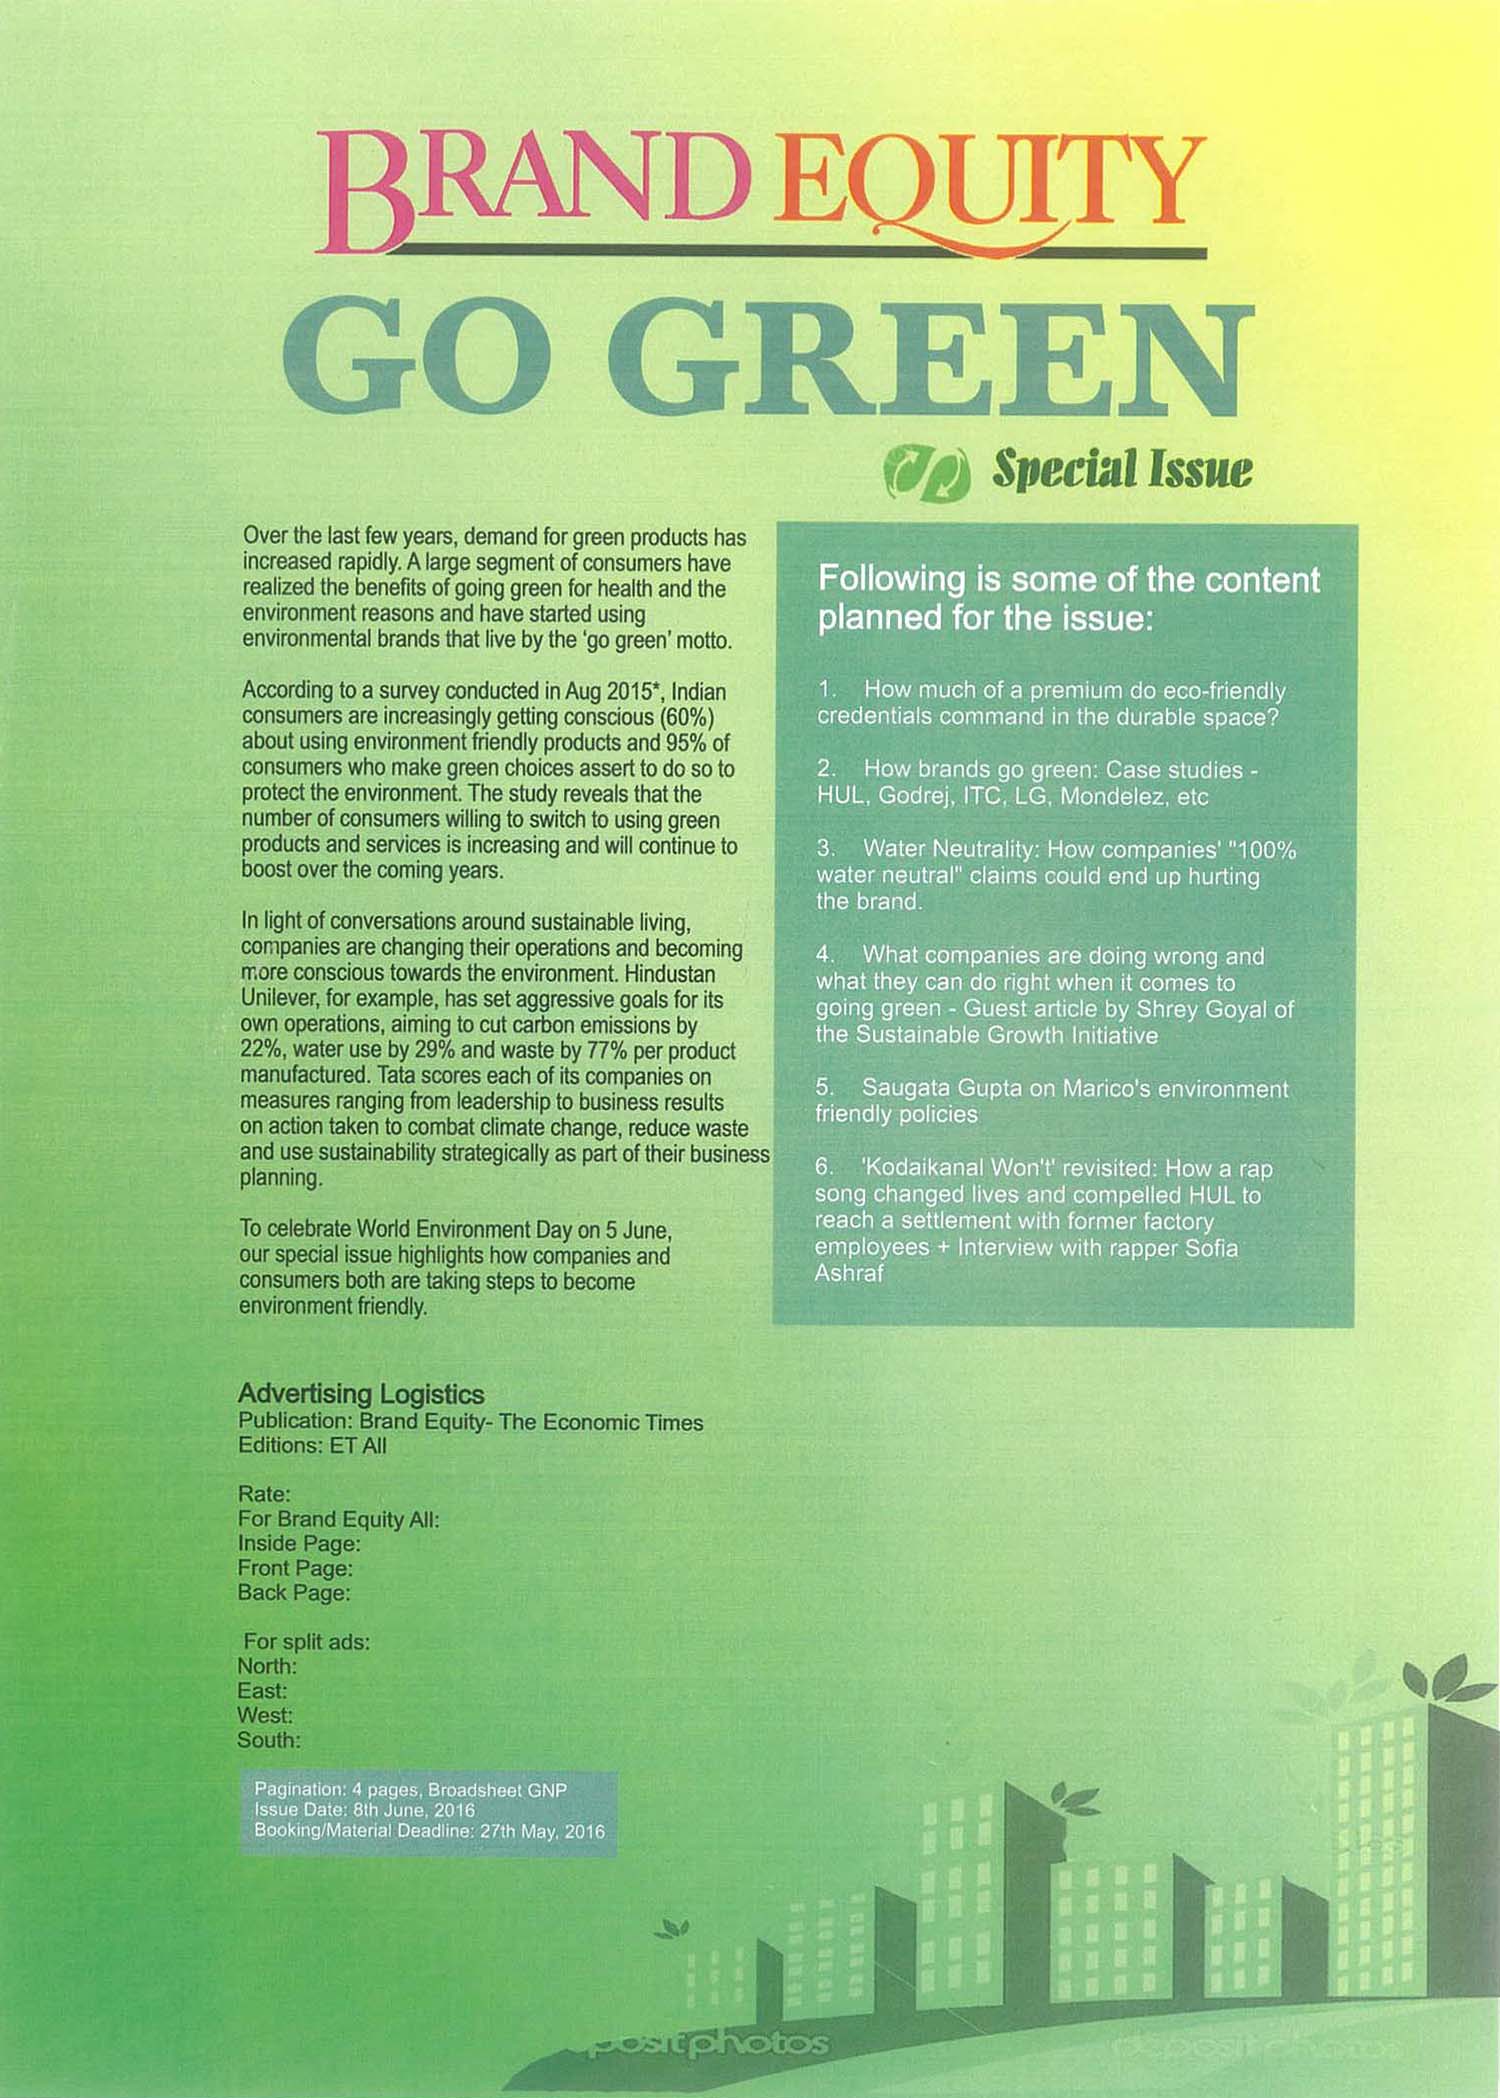 BRAND EQUITY
GO GREEN
Special Issue
Over the last few years, demand for green products has
increased rapidly. A large segment of consumers have
realized the benefits of going green for health and the
environment reasons and have started using
environmental brands that live by the 'go green' motto.
According to a survey conducted in Aug 2015*, Indian
consumers are increasingly getting conscious (60%)
about using environment friendly products and 95% of
consumers who make green choices assert to do so to
protect the environment. The study reveals that the
number of consumers willing to switch to using green
products and services is increasing and will continue to
boost over the coming years.
In light of conversations around sustainable living,
companies are changing their operations and becoming
more conscious towards the environment. Hindustan
Unilever, for example, has set aggressive goals for its
own operations, aiming to cut carbon emissions by
22%, water use by 29% and waste by 77% per product
manufactured. Tata scores each of its companies on
measures ranging from leadership to business results
on action taken to combat climate change, reduce waste
and use sustainability strategically as part of their business
planning.
To celebrate World Environment Day on 5 June,
our special issue highlights how companies and
consumers both are taking steps to become
environment friendly.
Following is some of the content
planned for the issue:
1. How much of a premium do eco-friendly
credentials command in the durable space?
2. How brands go green: Case studies -
HUL, Godrej, ITC, LG, Mondelez, etc
3. Water Neutrality: How companies' "100%
water neutral" claims could end up hurting
the brand.
4. What companies are doing wrong and
what they can do right when it comes to
going green - Guest article by Shrey Goyal of
the Sustainable Growth Initiative
5. Saugata Gupta on Marico's environment
friendly policies
6. 'Kodaikanal Won't' revisited: How a rap
song changed lives and compelled HUL to
reach a settlement with former factory
employees + Interview with rapper Sofia
Ashraf
Advertising Logistics
Publication: Brand Equity- The Economic Times
Editions: ET All
Rate:
For Brand Equity All:
Inside Page:
Front Page:
Back Page:
For split ads:
North:
East:
West:
South:
Pagination: 4 pages, Broadsheet GNP
Issue Date: 8th June, 2016
Booking/Material Deadline: 27th May, 2016
positphotos
depositphotos